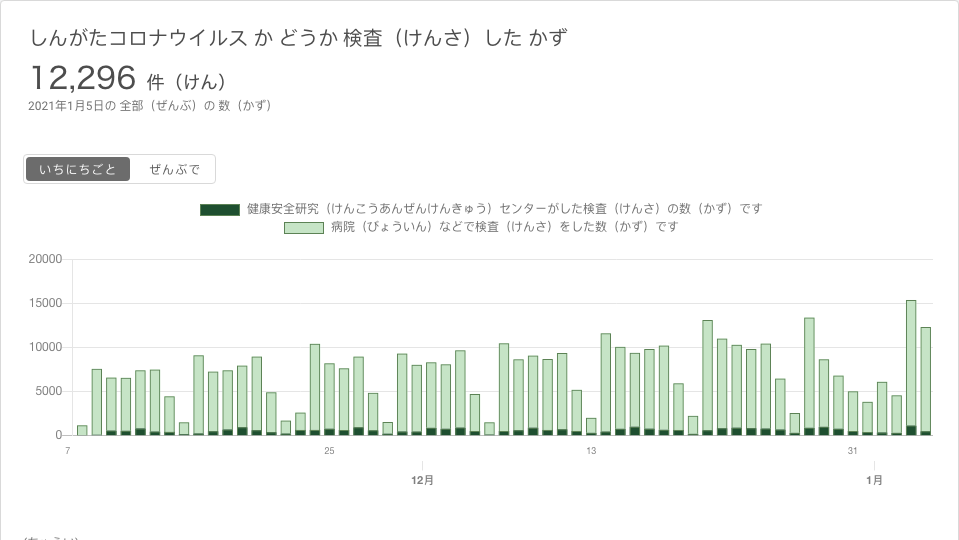 しんがたコロナウイルス か どうか 検査（けんさ）した かず
12,296 件（けん）
2021年1月5日の 全部（ぜんぶ）の 数（かず）
いちにちごと ぜんぶで
健康安全研究（けんこうあんぜんけんきゅう）センターがした検査（けんさ）の数（かず）です
病院（びょういん）などで検査（けんさ）をした数（かず）です
20000
15000
10000
5000
0
7 25 13 31
12月 1月